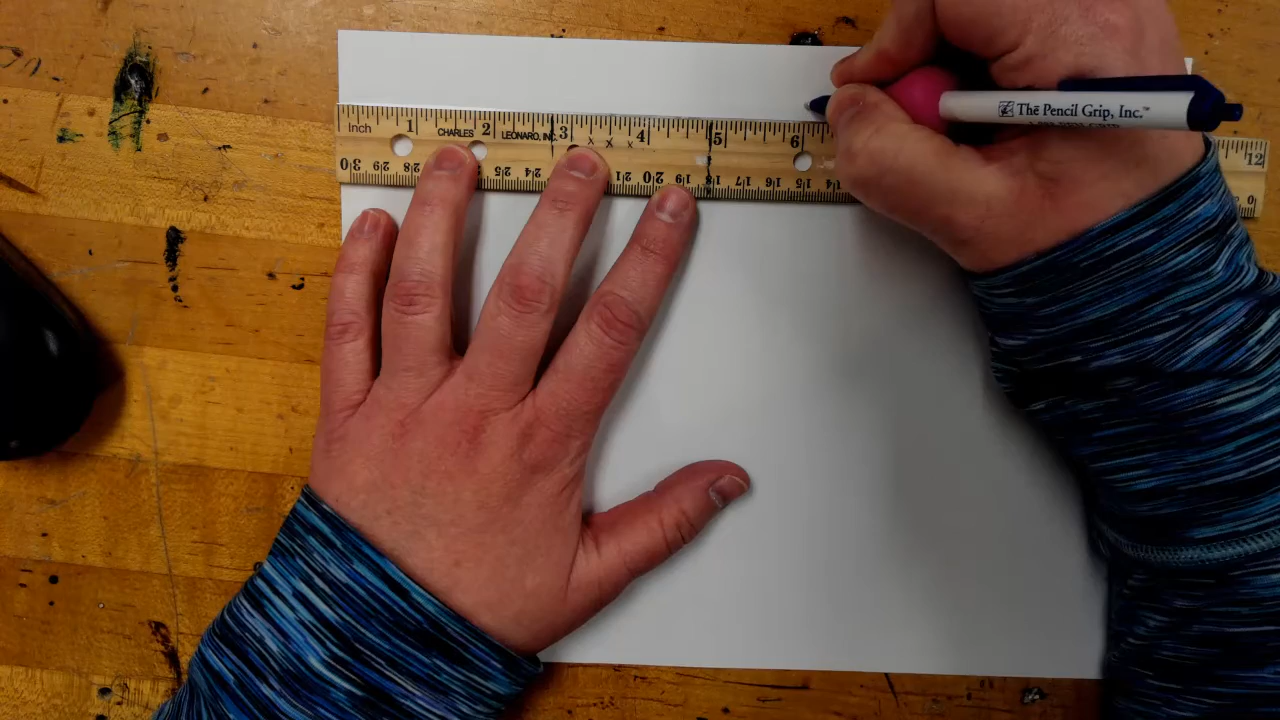 The Pencil Grip, Inc.™
Inch 1 CHARLES 2 LEONARD, INC. 3 4 5 6 12
30 29 28 25 24 21 20 19 18 17 16 15 14 0